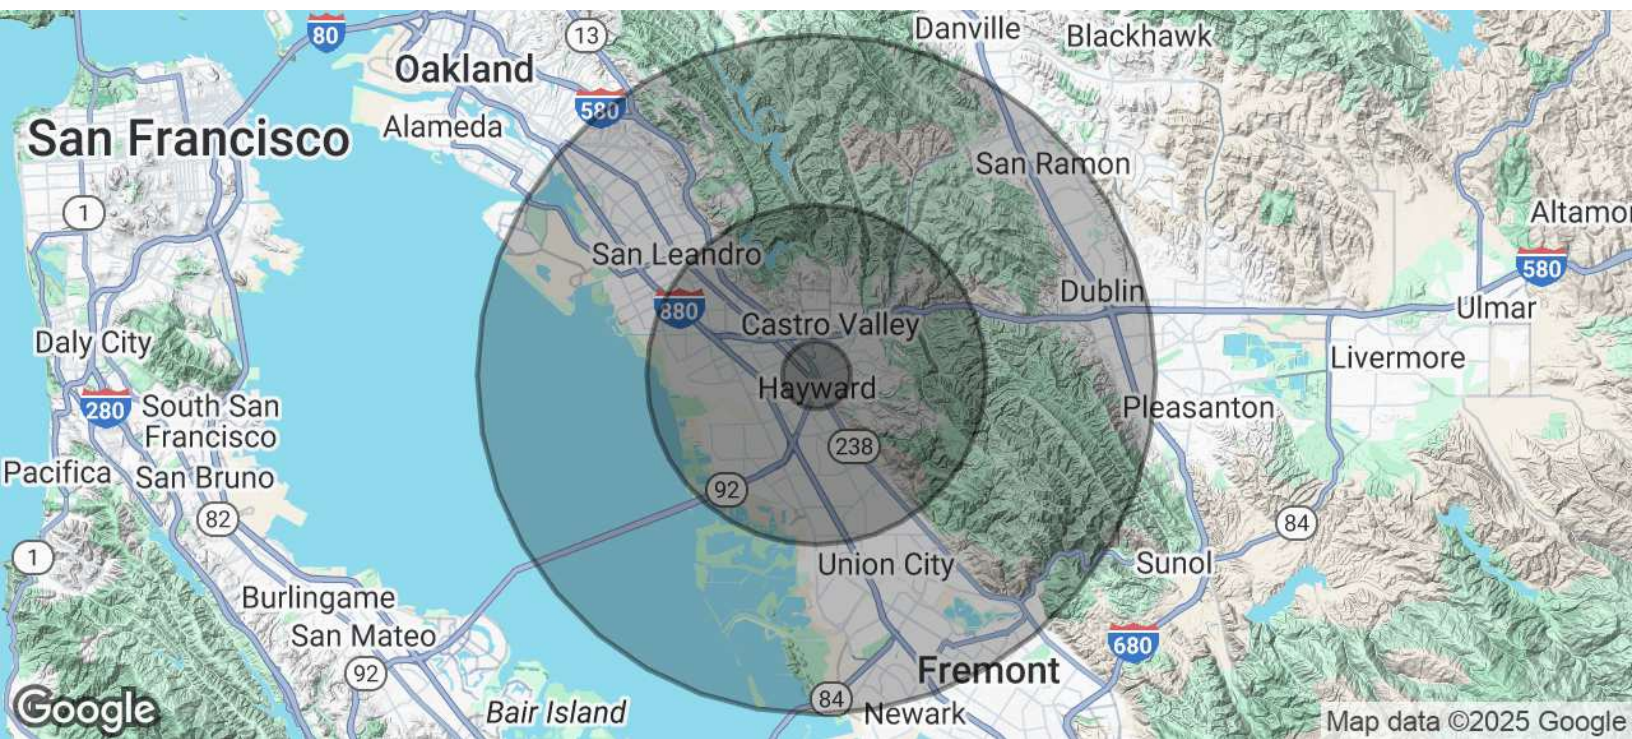 80
13
Danville
Blackhawk
Oakland
580
Alameda
San Francisco
San Ramon
1
Altamo
San Leandro
580
880
Dublin
Ulmar
Castro Valley
Daly City
Livermore
Hayward
280
South San
Francisco
Pleasanton
238
Pacifica
San Bruno
92
82
84
1
Union City
Sunol
Burlingame
San Mateo
680
92
Fremont
84
Google
Bair Island
Newark
Map data ©2025 Google